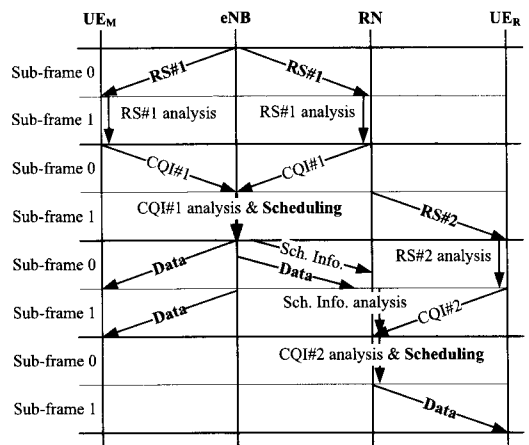 UE_M eNB RN UE_R
Sub-frame 0 RS#1 RS#1
Sub-frame 1 RS#1 analysis RS#1 analysis
Sub-frame 0 CQI#1 CQI#1
Sub-frame 1 CQI#1 analysis & Scheduling RS#2
Sub-frame 0 Data Sch. Info. Data RS#2 analysis
Sub-frame 1 Data Sch. Info. analysis CQI#2
Sub-frame 0 CQI#2 analysis & Scheduling
Sub-frame 1 Data